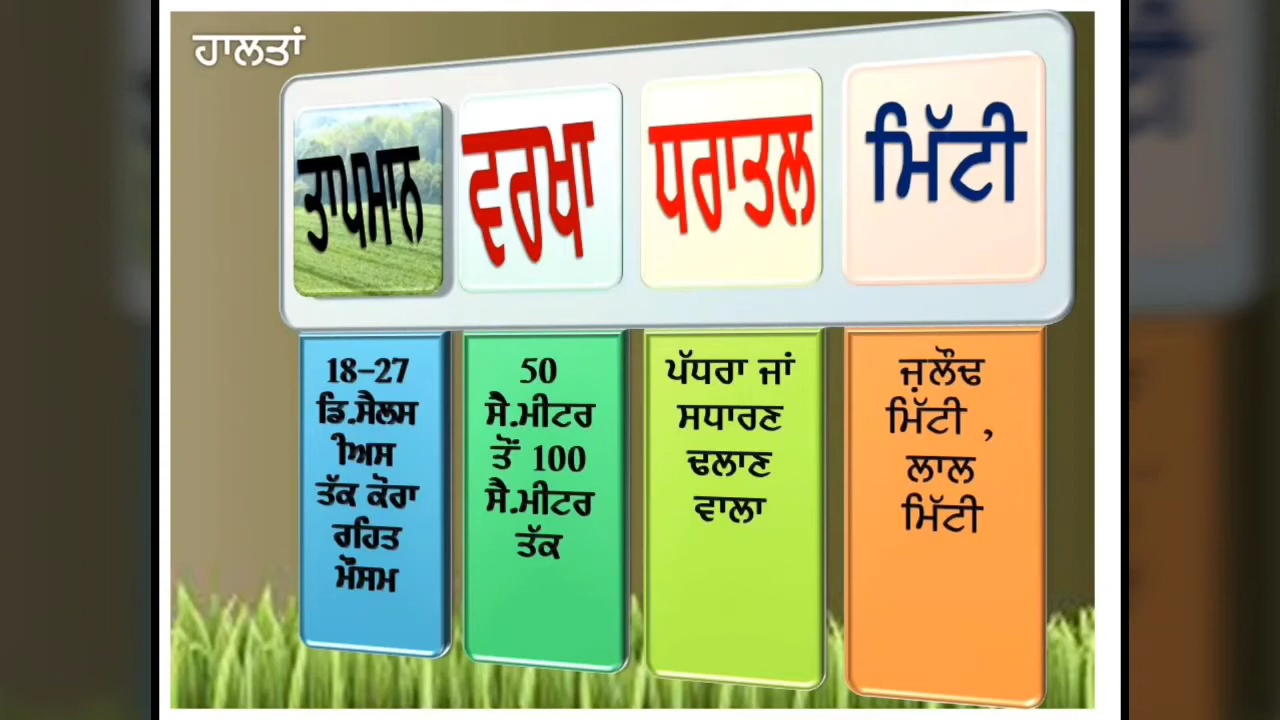 ਹਾਲਤਾਂ
ਤਾਪਮਾਨ
ਵਰਖਾ
ਧਰਾਤਲ
ਮਿੱਟੀ
18-27
ਡਿ.ਸੈਲਸ
ੀਅਸ
ਤੱਕ ਕੋਰਾ
ਰਹਿਤ
ਮੌਸਮ
50
ਸੈ.ਮੀਟਰ
ਤੋਂ 100
ਸੈ.ਮੀਟਰ
ਤੱਕ
ਪੱਧਰਾ ਜਾਂ
ਸਧਾਰਣ
ਢਲਾਣ
ਵਾਲਾ
ਜ਼ਲੌਢ
ਮਿੱਟੀ ,
ਲਾਲ
ਮਿੱਟੀ